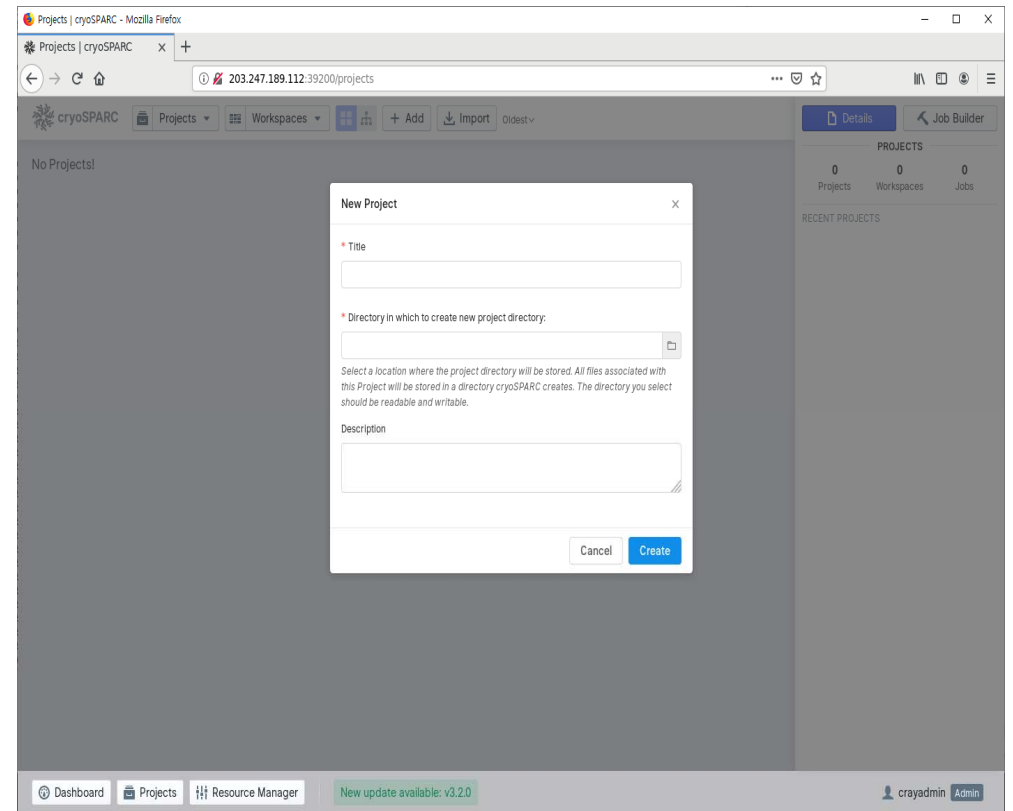 Projects | cryoSPARC - Mozilla Firefox
Projects | cryoSPARC
203.247.189.112:39200/projects
cryoSPARC Projects Workspaces + Add Import Oldest Details Job Builder
No Projects!
PROJECTS
0 0 0
Projects Workspaces Jobs
RECENT PROJECTS
New Project
* Title
* Directory in which to create new project directory:
Select a location where the project directory will be stored. All files associated with
this Project will be stored in a directory cryoSPARC creates. The directory you select
should be readable and writable.
Description
Cancel Create
Dashboard Projects Resource Manager New update available: v3.2.0 crayadmin Admin